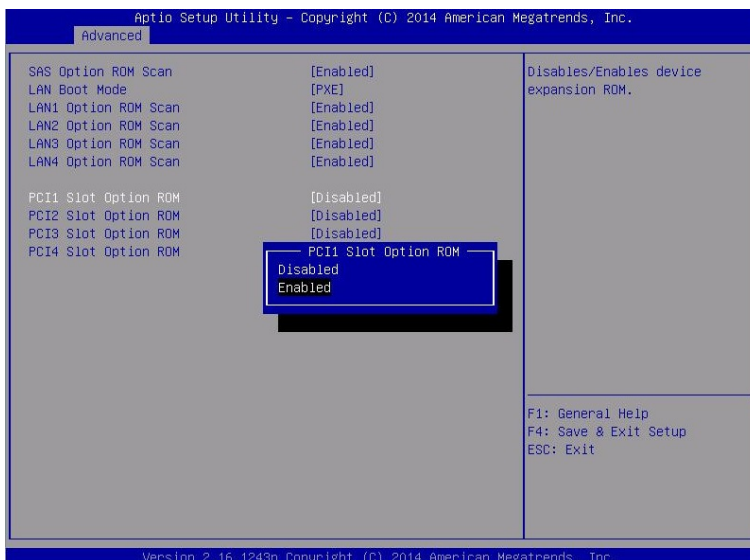 Aptio Setup Utility – Copyright (C) 2014 American Megatrends, Inc.
Advanced
SAS Option ROM Scan [Enabled]
LAN Boot Mode [PXE]
LAN1 Option ROM Scan [Enabled]
LAN2 Option ROM Scan [Enabled]
LAN3 Option ROM Scan [Enabled]
LAN4 Option ROM Scan [Enabled]
PCI1 Slot Option ROM [Disabled]
PCI2 Slot Option ROM [Disabled]
PCI3 Slot Option ROM [Disabled]
PCI4 Slot Option ROM
PCI1 Slot Option ROM
Disabled
Enabled
Disables/Enables device
expansion ROM.
F1: General Help
F4: Save & Exit Setup
ESC: Exit
Version 2.16.1243n Copyright (C) 2014 American Megatrends, Inc.